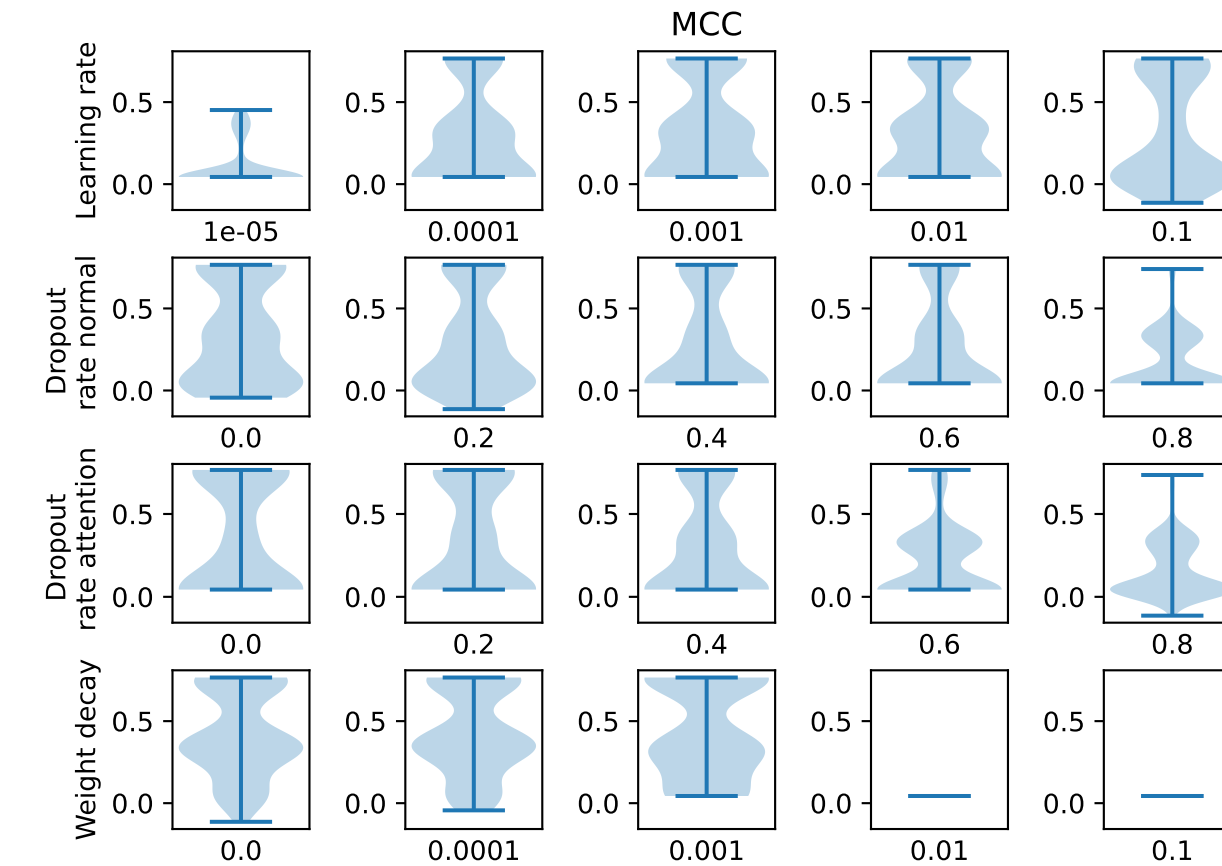 MCC
Learning rate
0.5 0.5 0.5 0.5 0.5
0.0 0.0 0.0 0.0 0.0
1e-05 0.0001 0.001 0.01 0.1
Dropout
rate normal
0.5 0.5 0.5 0.5 0.5
0.0 0.0 0.0 0.0 0.0
0.0 0.2 0.4 0.6 0.8
Dropout
rate attention
0.5 0.5 0.5 0.5 0.5
0.0 0.0 0.0 0.0 0.0
0.0 0.2 0.4 0.6 0.8
Weight decay
0.5 0.5 0.5 0.5 0.5
0.0 0.0 0.0 0.0 0.0
0.0 0.0001 0.001 0.01 0.1